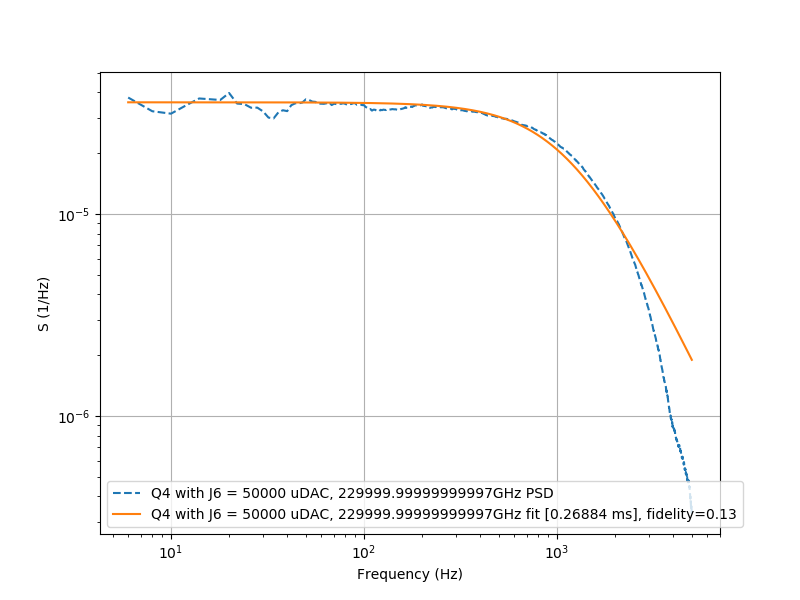 S (1/Hz)
10⁻⁵
10⁻⁶
Q4 with J6 = 50000 uDAC, 229999.99999999997GHz PSD
Q4 with J6 = 50000 uDAC, 229999.99999999997GHz fit [0.26884 ms], fidelity=0.13
10¹ 10² 10³
Frequency (Hz)